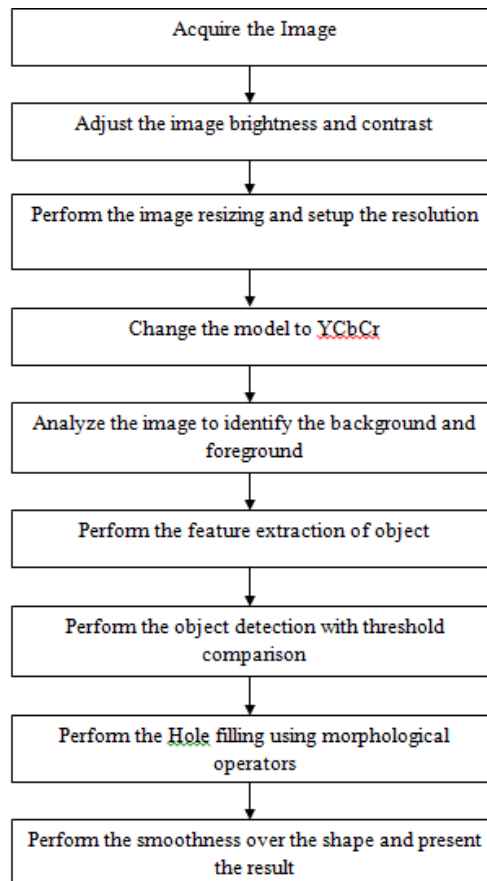 Acquire the Image
Adjust the image brightness and contrast
Perform the image resizing and setup the resolution
Change the model to YCbCr
Analyze the image to identify the background and
foreground
Perform the feature extraction of object
Perform the object detection with threshold
comparison
Perform the Hole filling using morphological
operators
Perform the smoothness over the shape and present
the result